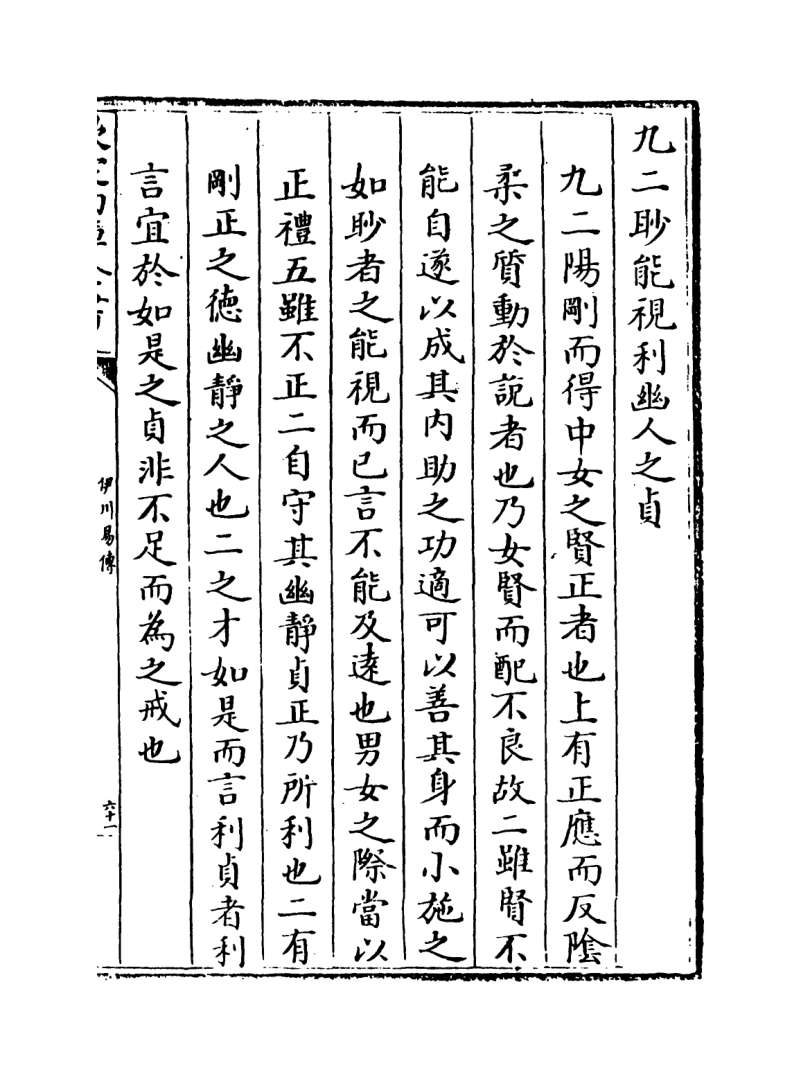 九二眇能視利幽人之貞
九二陽剛而得中女之賢正者也上有正應而反陰
柔之質動於說者也乃女賢而配不良故二雖賢不
能自遂以成其内助之功適可以善其身而小施之
如眇者之能視而已言不能及遠也男女之際當以
正禮五雖不正二自守其幽靜貞正乃所利也二有
剛正之德幽靜之人也二之才如是而言利貞者利
言宜於如是之貞非不足而為之戒也
伊川易傳
六十一